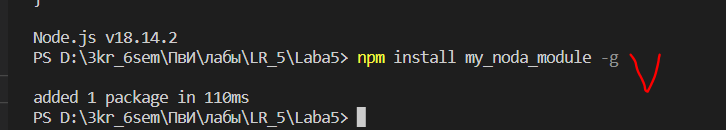 Node.js v18.14.2
PS D:\3kr_6sem\ПвИ\лабы\LR_5\Laba5> npm install my_noda_module -g
added 1 package in 110ms
PS D:\3kr_6sem\ПвИ\лабы\LR_5\Laba5>